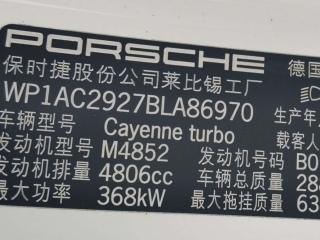 PORSCHE 德国
保时捷股份公司莱比锡工厂
WP1AC2927BLA86970 生产年
车辆型号 Cayenne turbo 载客人
发动机型号 M4852 发动机号码 B0
发动机排量 4806cc 车辆总质量 288
最大功率 368kW 最大拖挂质量 63